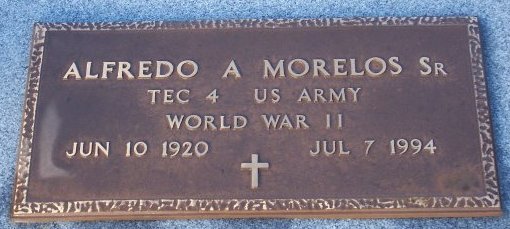 ALFREDO A MORELOS SR
TEC 4 US ARMY
WORLD WAR II
JUN 10 1920 JUL 7 1994